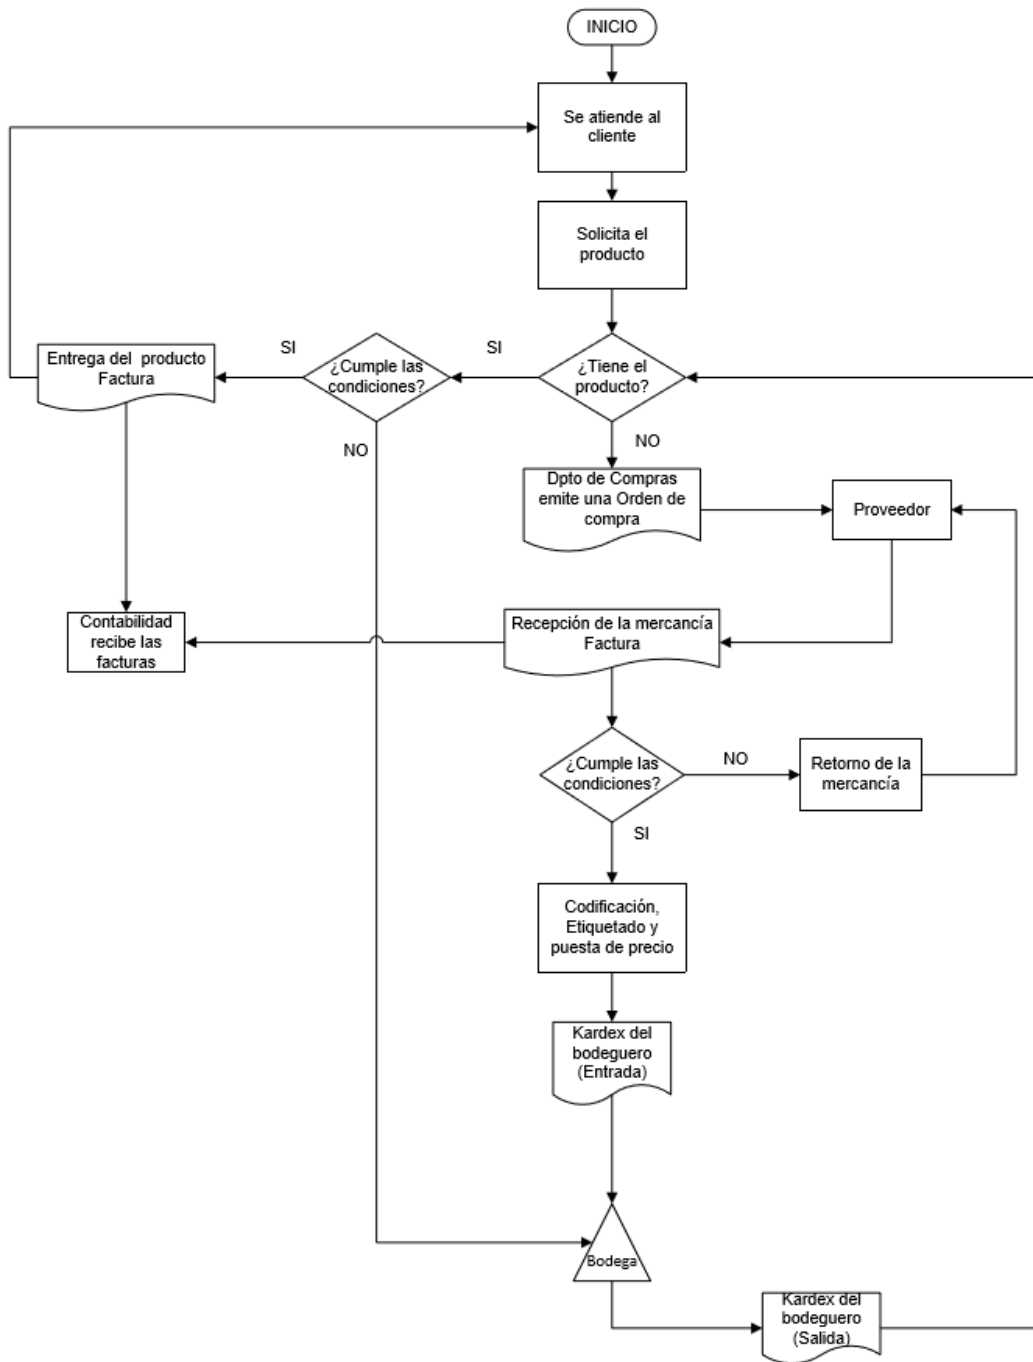 INICIO
Se atiende al
cliente
Solicita el
producto
Entrega del producto
Factura
SI
¿Cumple las
condiciones?
SI
¿Tiene el
producto?
NO
NO
Dpto de Compras
emite una Orden de
compra
Proveedor
Contabilidad
recibe las
facturas
Recepción de la mercancía
Factura
¿Cumple las
condiciones?
NO
Retorno de la
mercancía
SI
Codificación,
Etiquetado y
puesta de precio
Kardex del
bodeguero
(Entrada)
Bodega
Kardex del
bodeguero
(Salida)